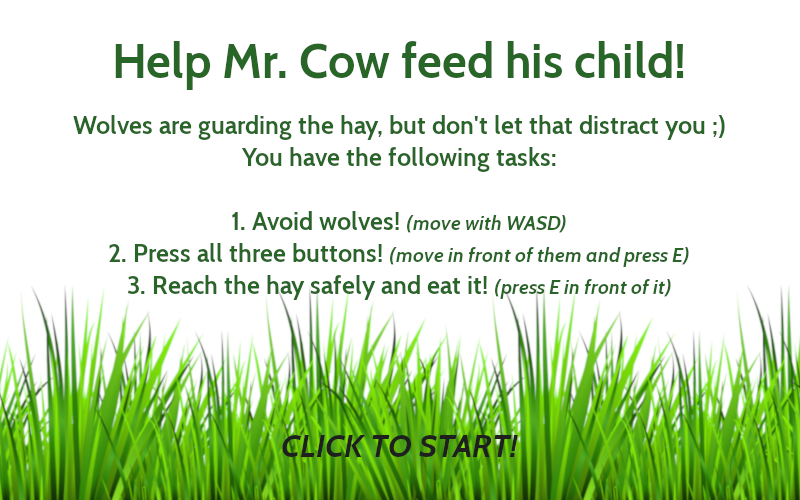 Help Mr. Cow feed his child!
Wolves are guarding the hay, but don't let that distract you ;)
You have the following tasks:
1. Avoid wolves! (move with WASD)
2. Press all three buttons! (move in front of them and press E)
3. Reach the hay safely and eat it! (press E in front of it)
CLICK TO START!